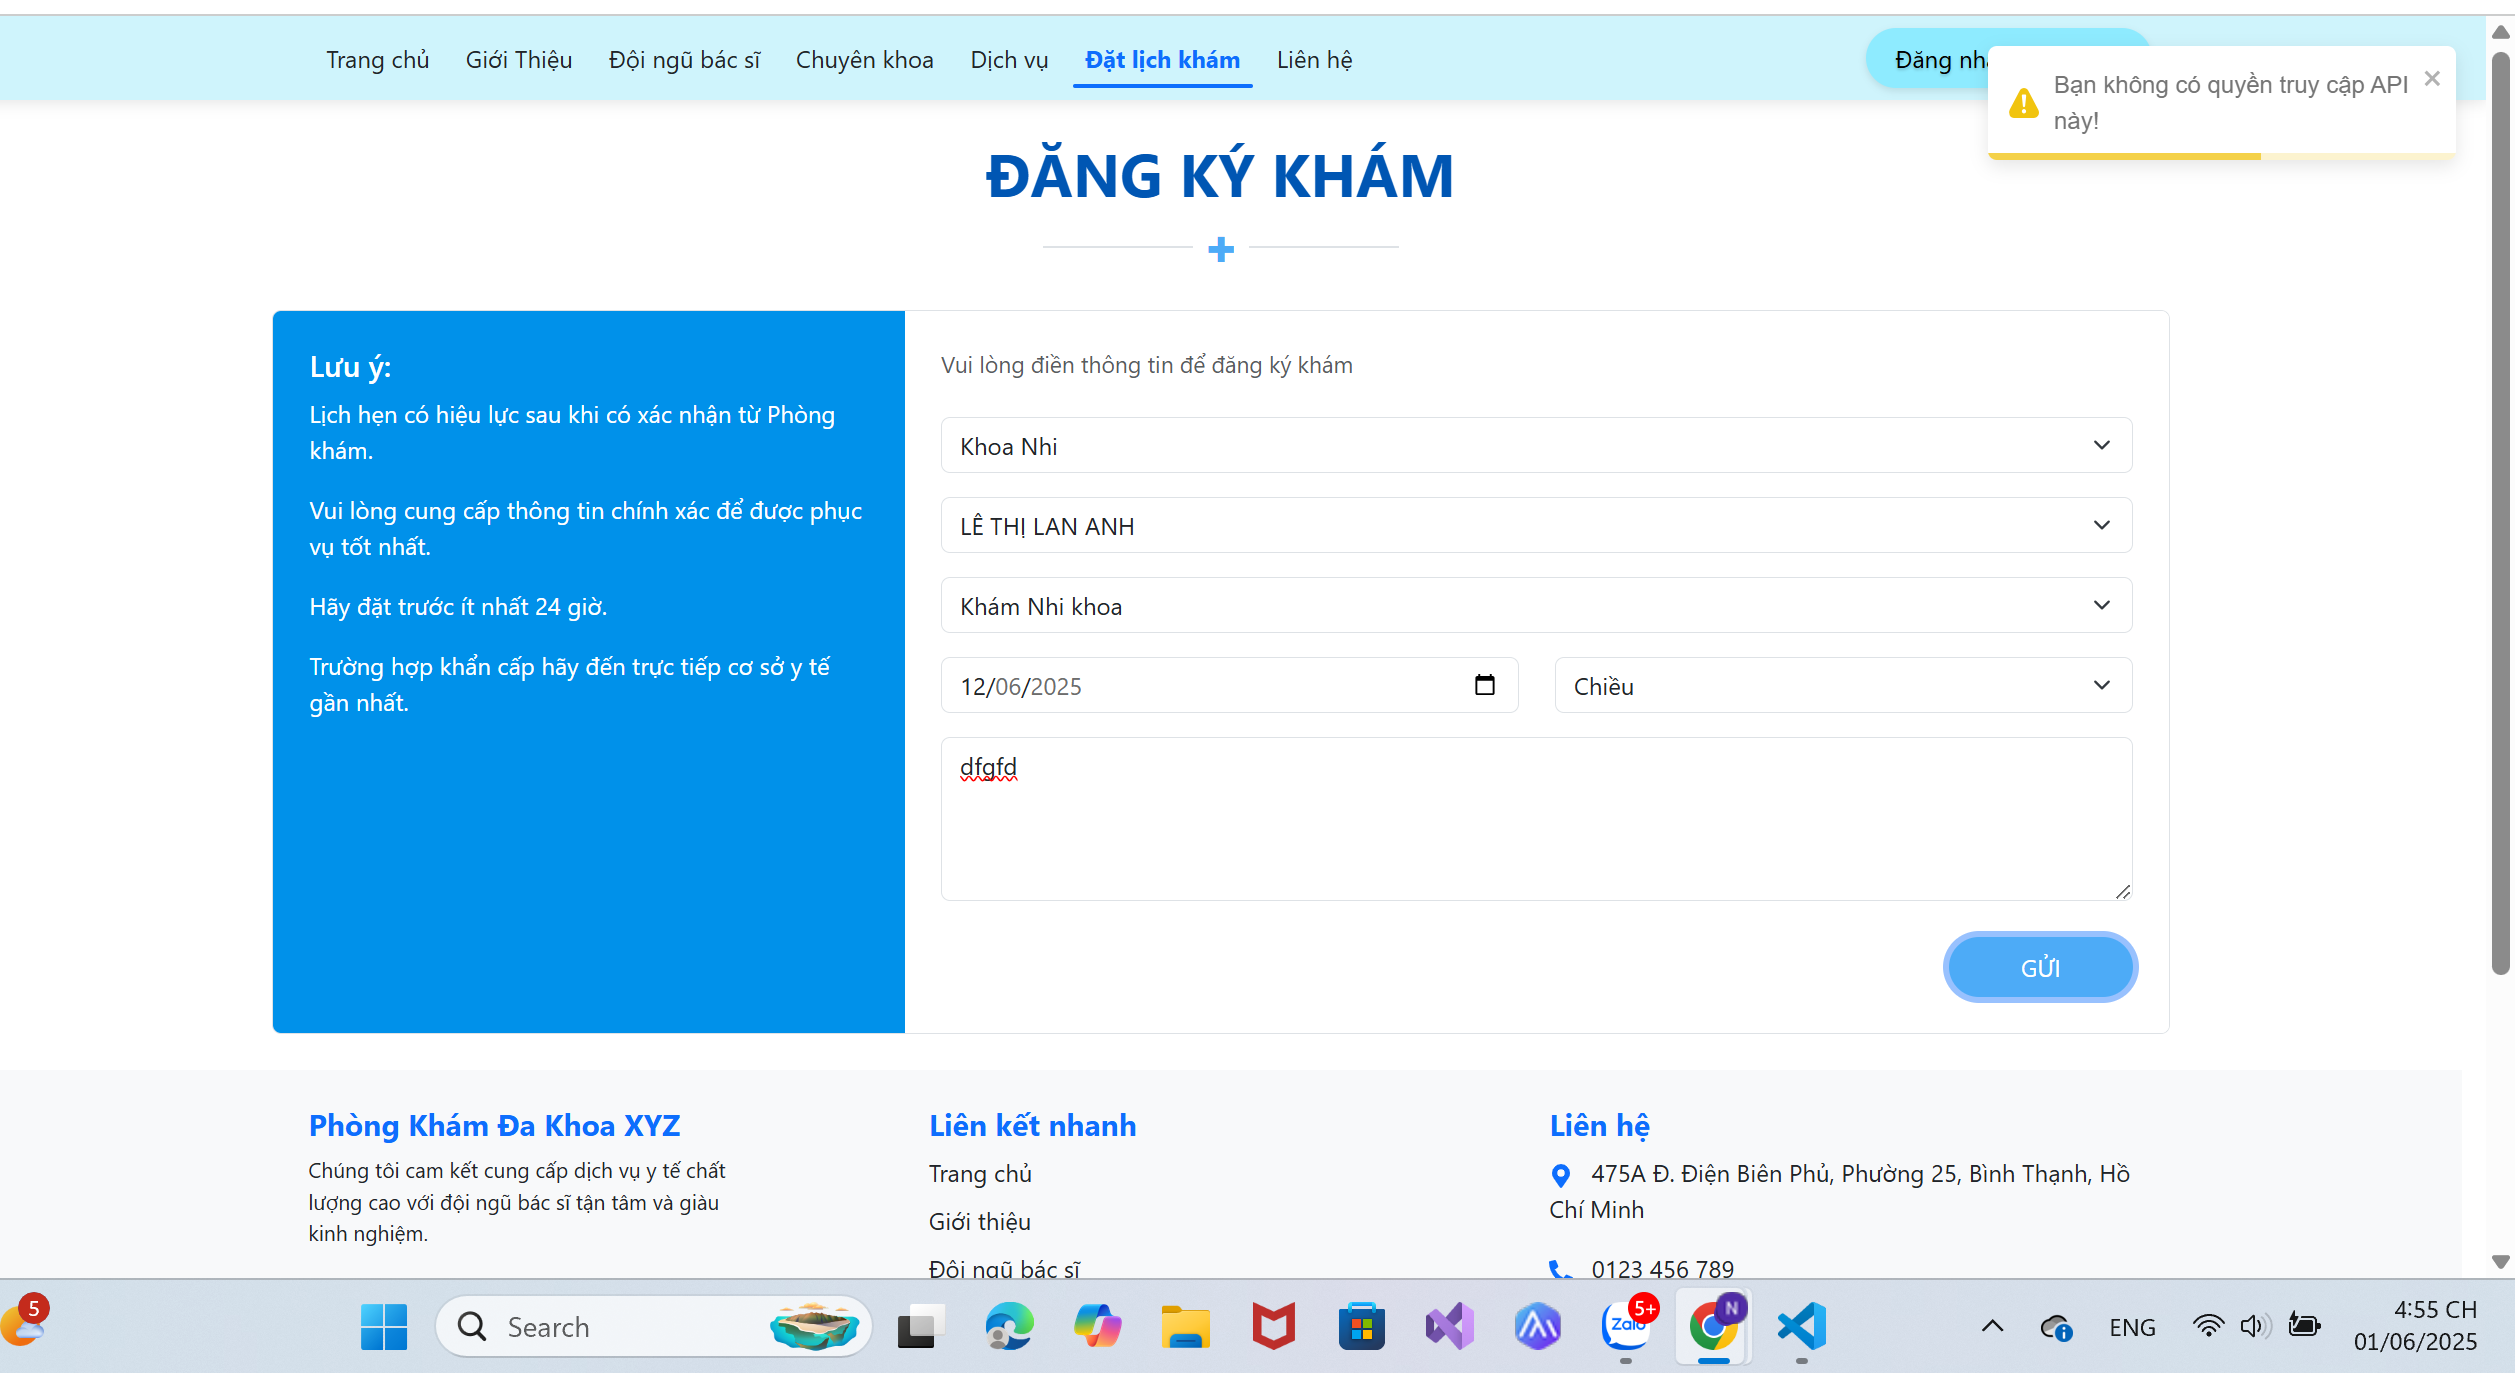 Trang chủ Giới Thiệu Đội ngũ bác sĩ Chuyên khoa Dịch vụ Đặt lịch khám Liên hệ
Đăng
Bạn không có quyền truy cập API
này!
ĐĂNG KÝ KHÁM
Lưu ý:
Lịch hẹn có hiệu lực sau khi có xác nhận từ Phòng
khám.
Vui lòng cung cấp thông tin chính xác để được phục
vụ tốt nhất.
Hãy đặt trước ít nhất 24 giờ.
Trường hợp khẩn cấp hãy đến trực tiếp cơ sở y tế
gần nhất.
Vui lòng điền thông tin để đăng ký khám
Khoa Nhi
LÊ THỊ LAN ANH
Khám Nhi khoa
12/06/2025
Chiều
dfgfd
GỬI
Phòng Khám Đa Khoa XYZ
Chúng tôi cam kết cung cấp dịch vụ y tế chất
lượng cao với đội ngũ bác sĩ tận tâm và giàu
kinh nghiệm.
Liên kết nhanh
Trang chủ
Giới thiệu
Đội ngũ bác sĩ
Liên hệ
475A Đ. Điện Biên Phủ, Phường 25, Bình Thạnh, Hồ
Chí Minh
0123 456 789
5
Search
Zalo
5+
N
ENG
4:55 CH
01/06/2025